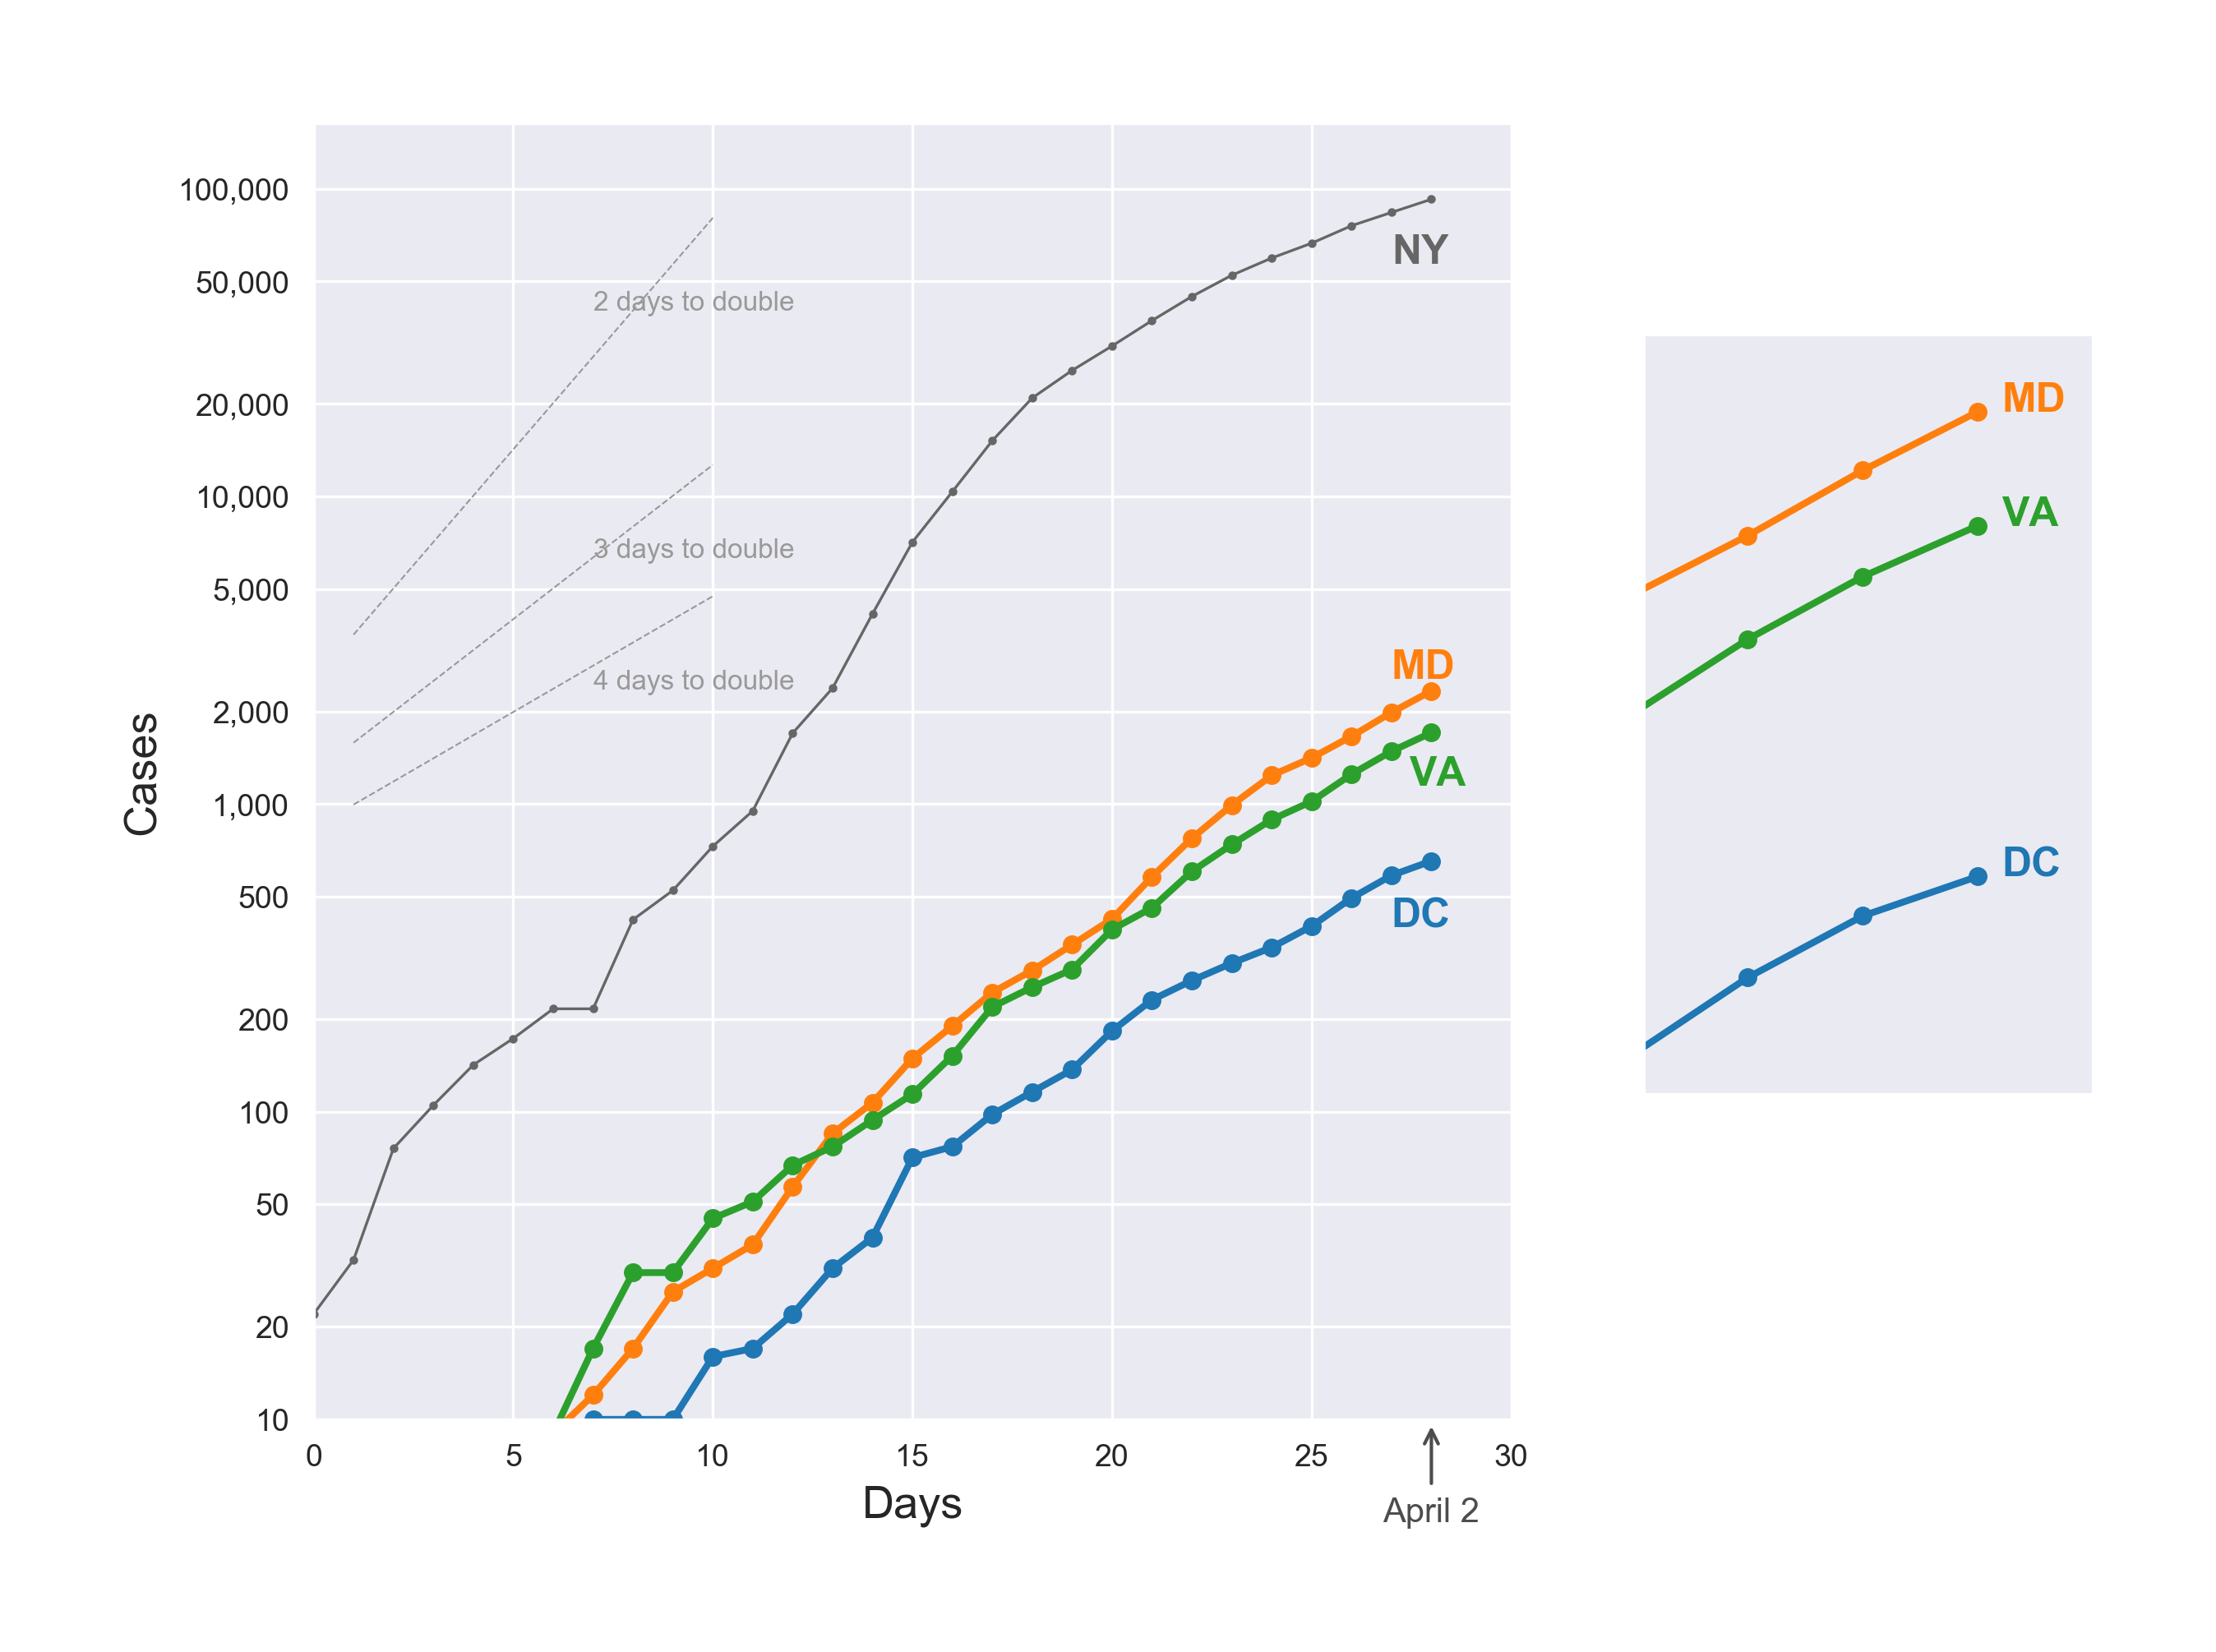 100,000
50,000
20,000
10,000
5,000
2,000
1,000
500
200
100
50
20
10
Cases
0 5 10 15 20 25 30
Days
April 2
2 days to double
3 days to double
4 days to double
NY
MD
VA
DC
MD
VA
DC